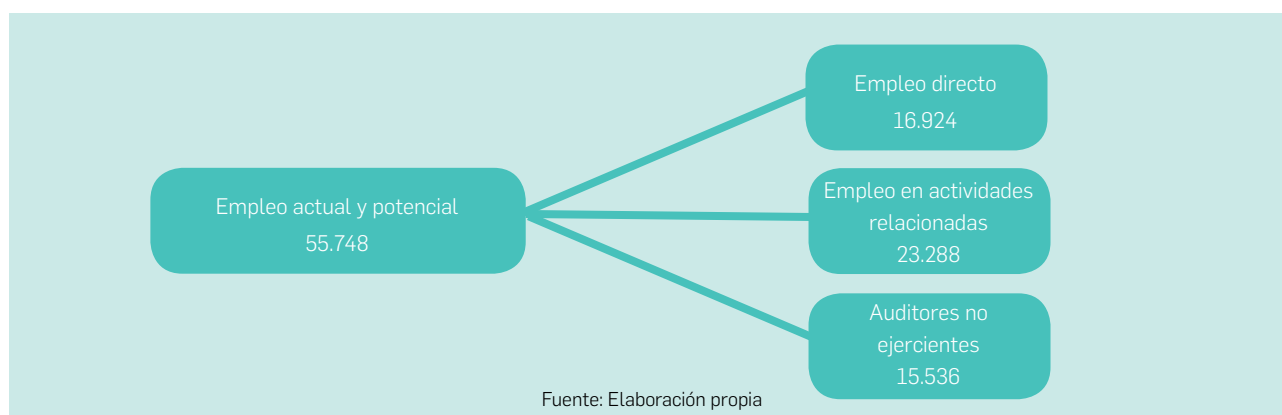 Empleo directo
16.924
Empleo actual y potencial
55.748
Empleo en actividades
relacionadas
23.288
Auditores no
ejercientes
15.536
Fuente: Elaboración propia